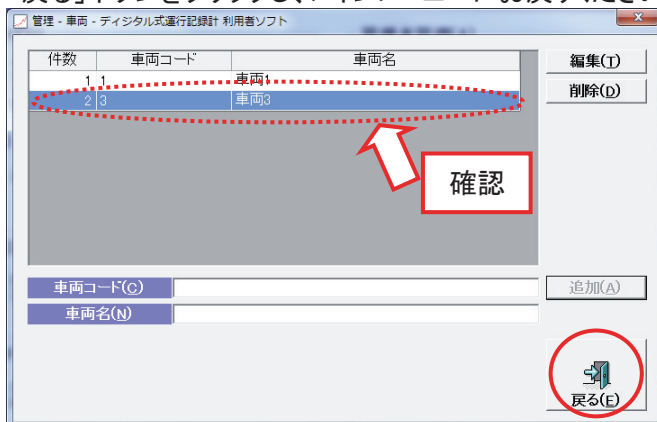 管理 - 車両 - ディジタル式運行記録計 利用者ソフト
x
件数 車両コード 車両名
1 1 車両1
2 3 車両3
編集(T)
削除(D)
確認
車両コード(C)
追加(A)
車両名(N)
戻る(E)